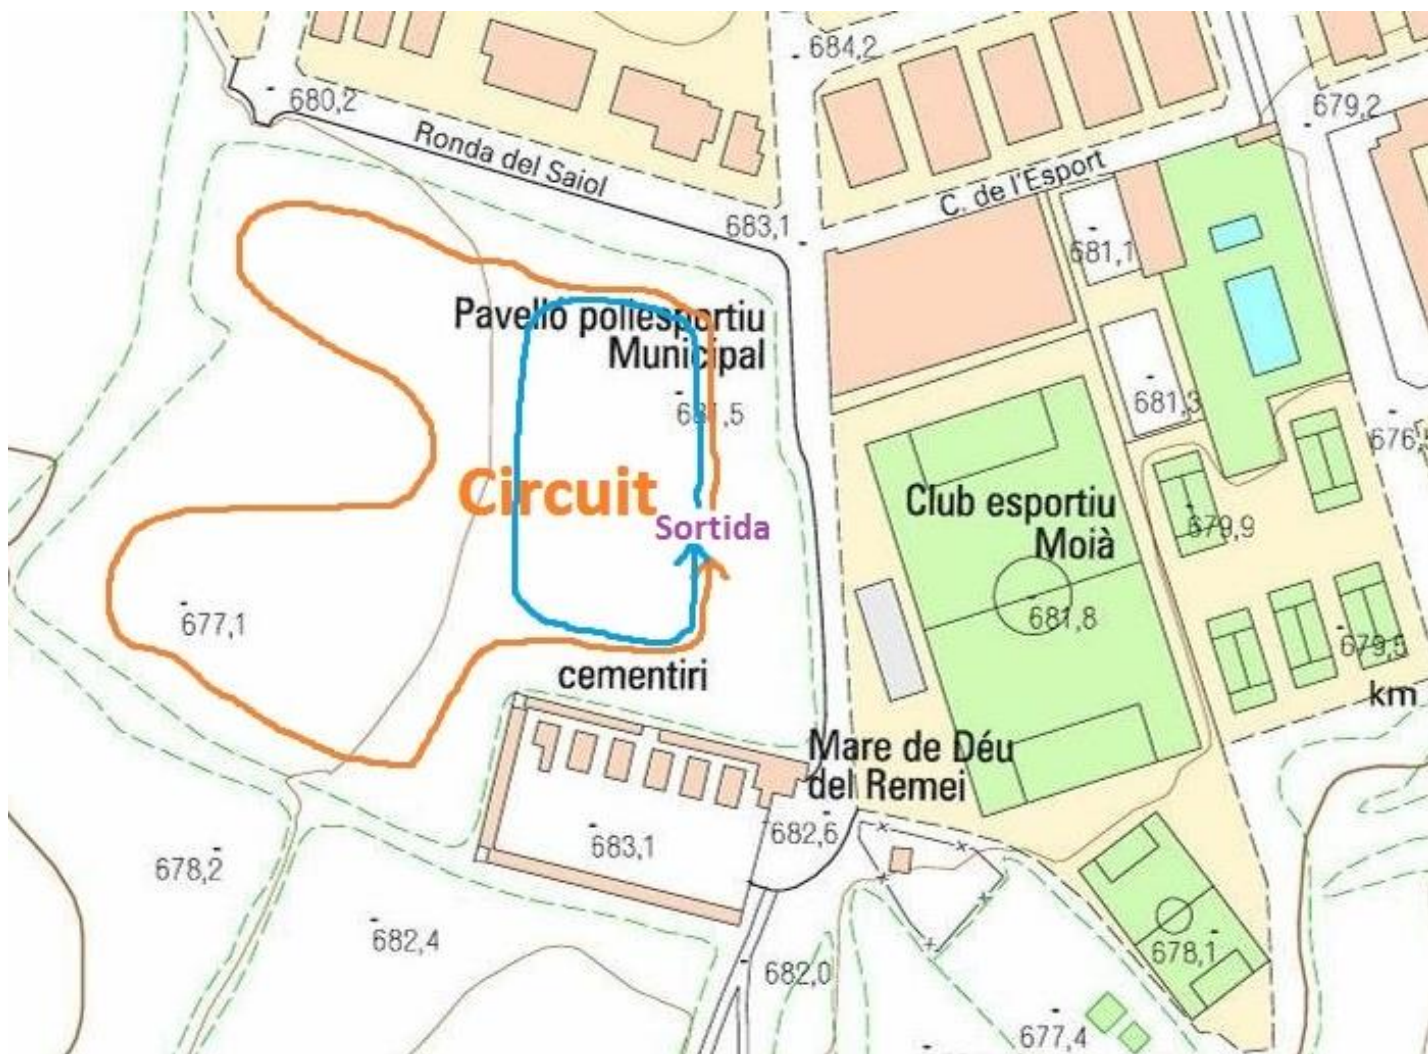 684,2
680,2
679,2
Ronda del Saiol
C. de l'Esport
683,1
681,1
Pavelló poliesportiu
Municipal
681,3
676,
Circuit
Club esportiu
Moià
Sortida
679,9
677,1
681,8
679,5
cementiri
km
Mare de Déu
del Remei
682,6
683,1
678,2
682,4
678,1
682,0
677,4